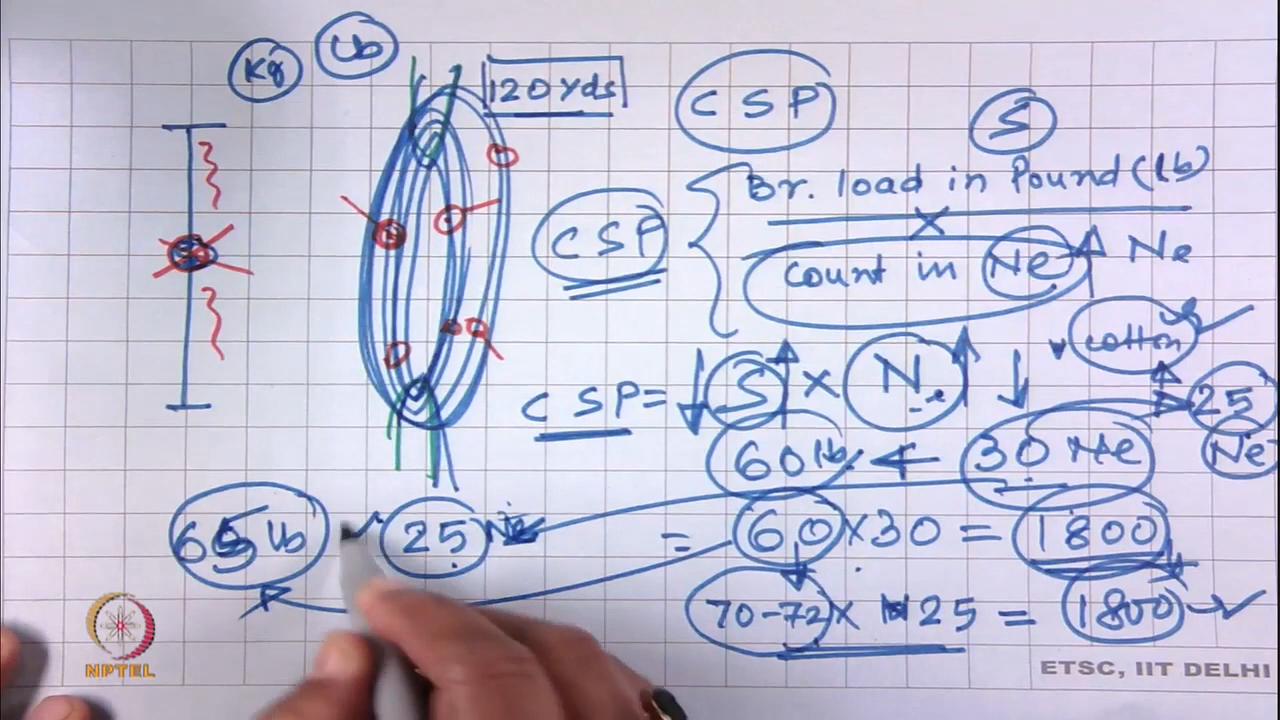 Kg
Lb
120 Yds
CSP
S
Br. load in Pound (lb)
×
CSP
Count in Ne
Ne
cotton
CSP = S × Ne
25
Ne
60 lb. ← 30 Ne
65 lb
25
= 60 × 30 = 1800
70-72 × 25 = 1800
NPTEL
ETSC, IIT DELHI